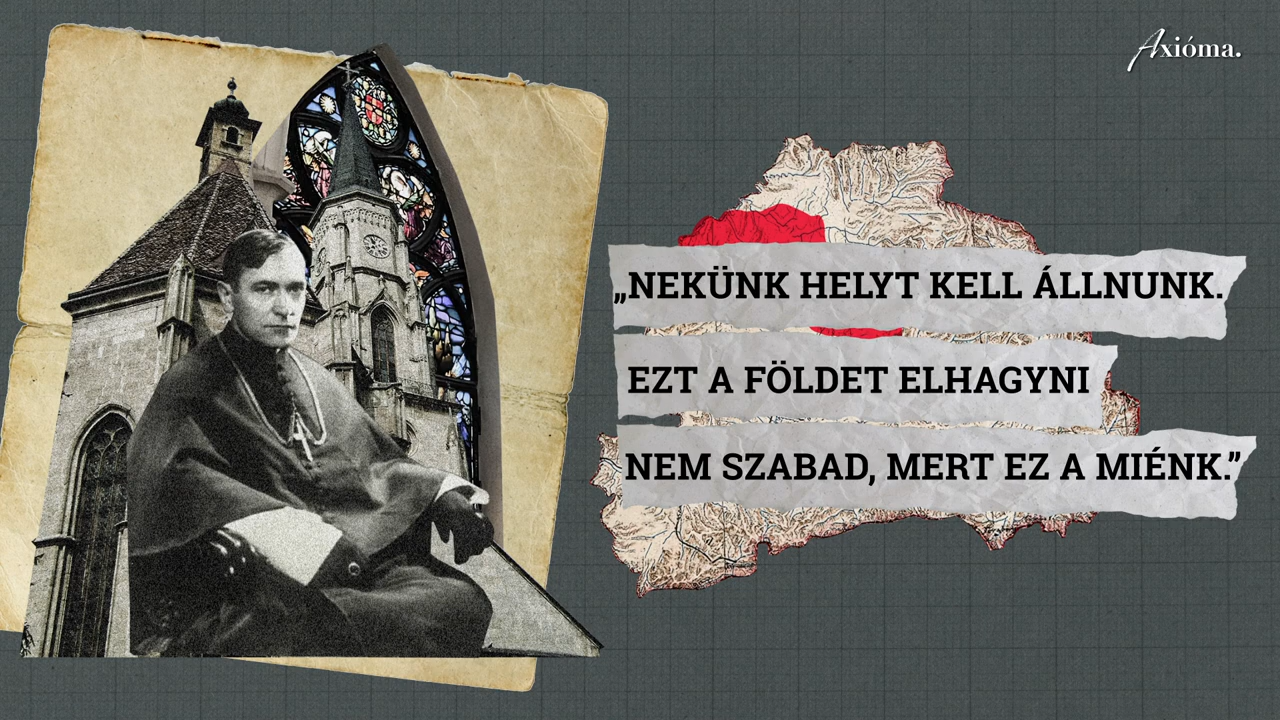 Axióma.
„NEKÜNK HELYT KELL ÁLLNUNK.
EZT A FÖLDET ELHAGYNI
NEM SZABAD, MERT EZ A MIÉNK.”